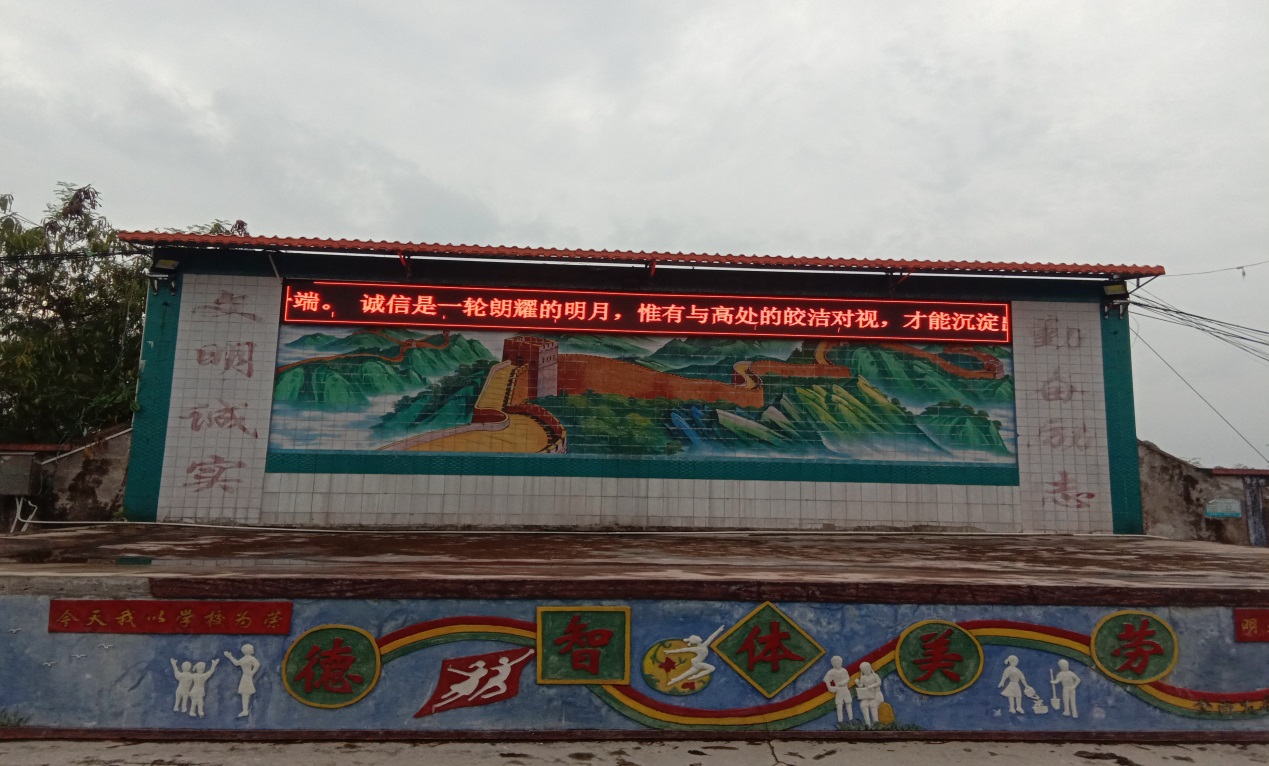 端。 诚信是一轮朗耀的明月，惟有与高处的皎洁对视，才能沉淀
文明诚实
勤奋励志
今天我以学校为荣
德 智 体 美 劳
明